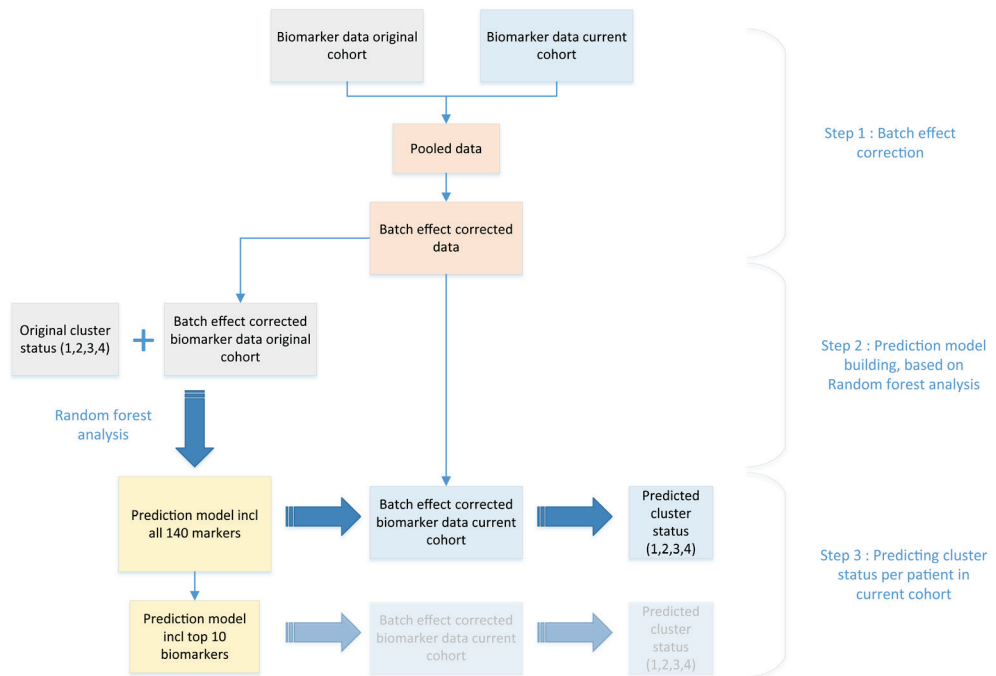 Biomarker data original
cohort
Biomarker data current
cohort
Step 1 : Batch effect
correction
Pooled data
Batch effect corrected
data
Original cluster
status (1,2,3,4)
+
Batch effect corrected
biomarker data original
cohort
Step 2 : Prediction model
building, based on
Random forest analysis
Random forest
analysis
Prediction model incl
all 140 markers
Batch effect corrected
biomarker data current
cohort
Predicted
cluster
status
(1,2,3,4)
Step 3 : Predicting cluster
status per patient in
current cohort
Prediction model
incl top 10
biomarkers
Batch effect corrected
biomarker data current
cohort
Predicted
cluster
status
(1,2,3,4)